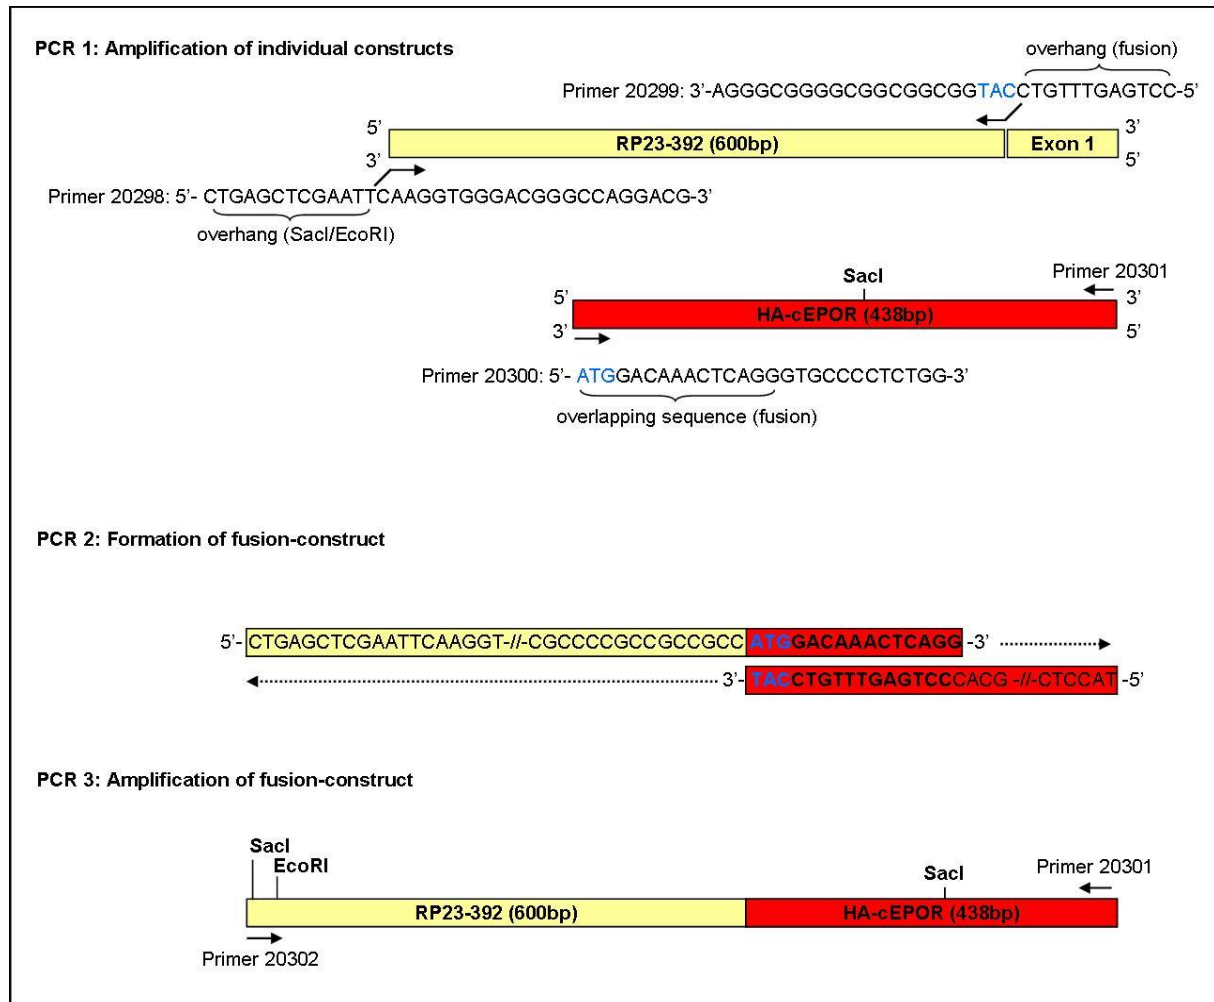 PCR 1: Amplification of individual constructs
overhang (fusion)
Primer 20299: 3'-AGGGCGGGGCGGCGGCGGTACCTGTTTGAGTCC-5'
5' 3'
RP23-392 (600bp) Exon 1
3' 5'
Primer 20298: 5'- CTGAGCTCGAATTCAAGGTGGGACGGGCCAGGACG-3'
overhang (SacI/EcoRI)
SacI Primer 20301
5' 3'
HA-cEPOR (438bp)
3' 5'
Primer 20300: 5'- ATGGACAAACTCAGGGTGCCCCTCTGG-3'
overlapping sequence (fusion)
PCR 2: Formation of fusion-construct
5'- CTGAGCTCGAATTCAAGGT-//-CGCCCCGCCGCCGCC ATGGACAAACTCAGG -3'
3'- TACCTGTTTGAGTCCCACG -//-CTCCAT -5'
PCR 3: Amplification of fusion-construct
SacI
EcoRI
SacI Primer 20301
RP23-392 (600bp) HA-cEPOR (438bp)
Primer 20302